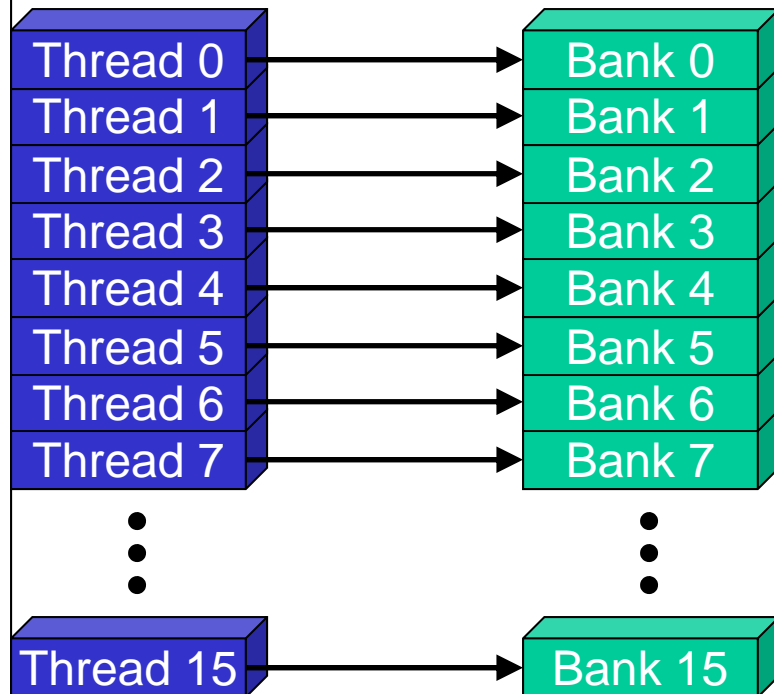 Thread 0 Bank 0
Thread 1 Bank 1
Thread 2 Bank 2
Thread 3 Bank 3
Thread 4 Bank 4
Thread 5 Bank 5
Thread 6 Bank 6
Thread 7 Bank 7
Thread 15 Bank 15